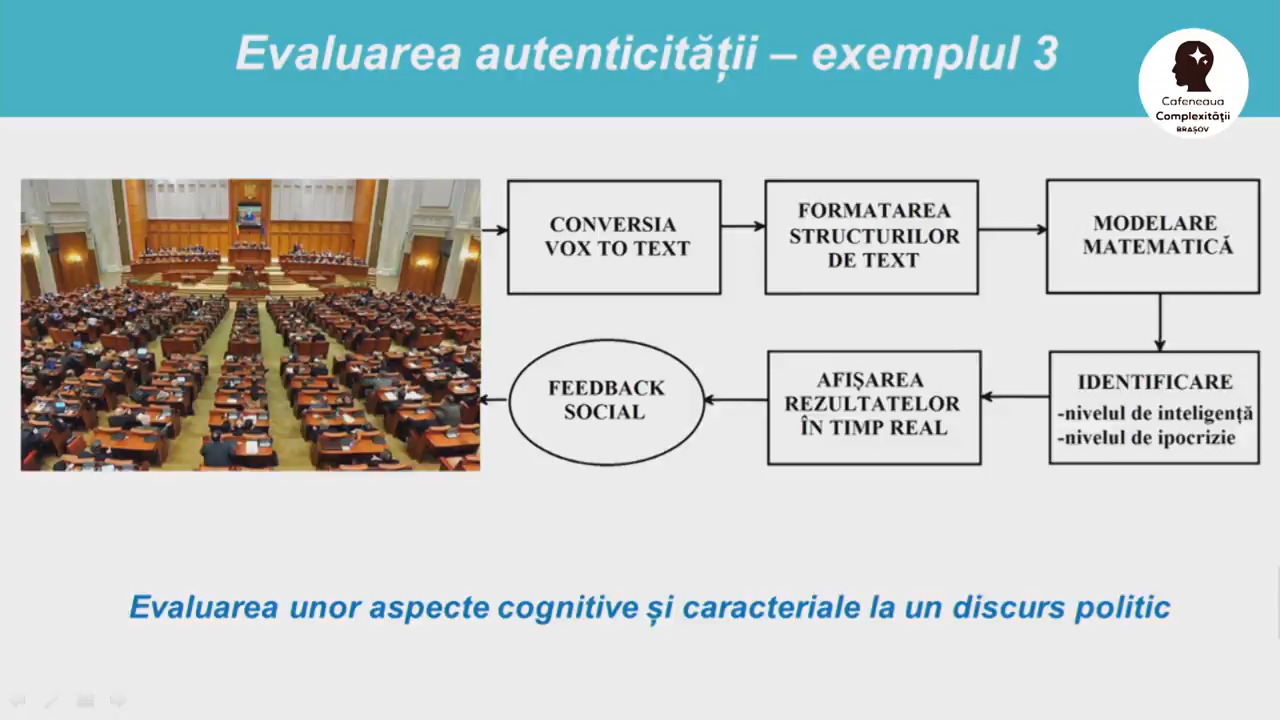 Evaluarea autenticității – exemplul 3
Cafeneaua
Complexităţii
BRAŞOV
CONVERSIA
VOX TO TEXT
FORMATAREA
STRUCTURILOR
DE TEXT
MODELARE
MATEMATICĂ
IDENTIFICARE
-nivelul de inteligență
-nivelul de ipocrizie
AFIȘAREA
REZULTATELOR
ÎN TIMP REAL
FEEDBACK
SOCIAL
Evaluarea unor aspecte cognitive și caracteriale la un discurs politic